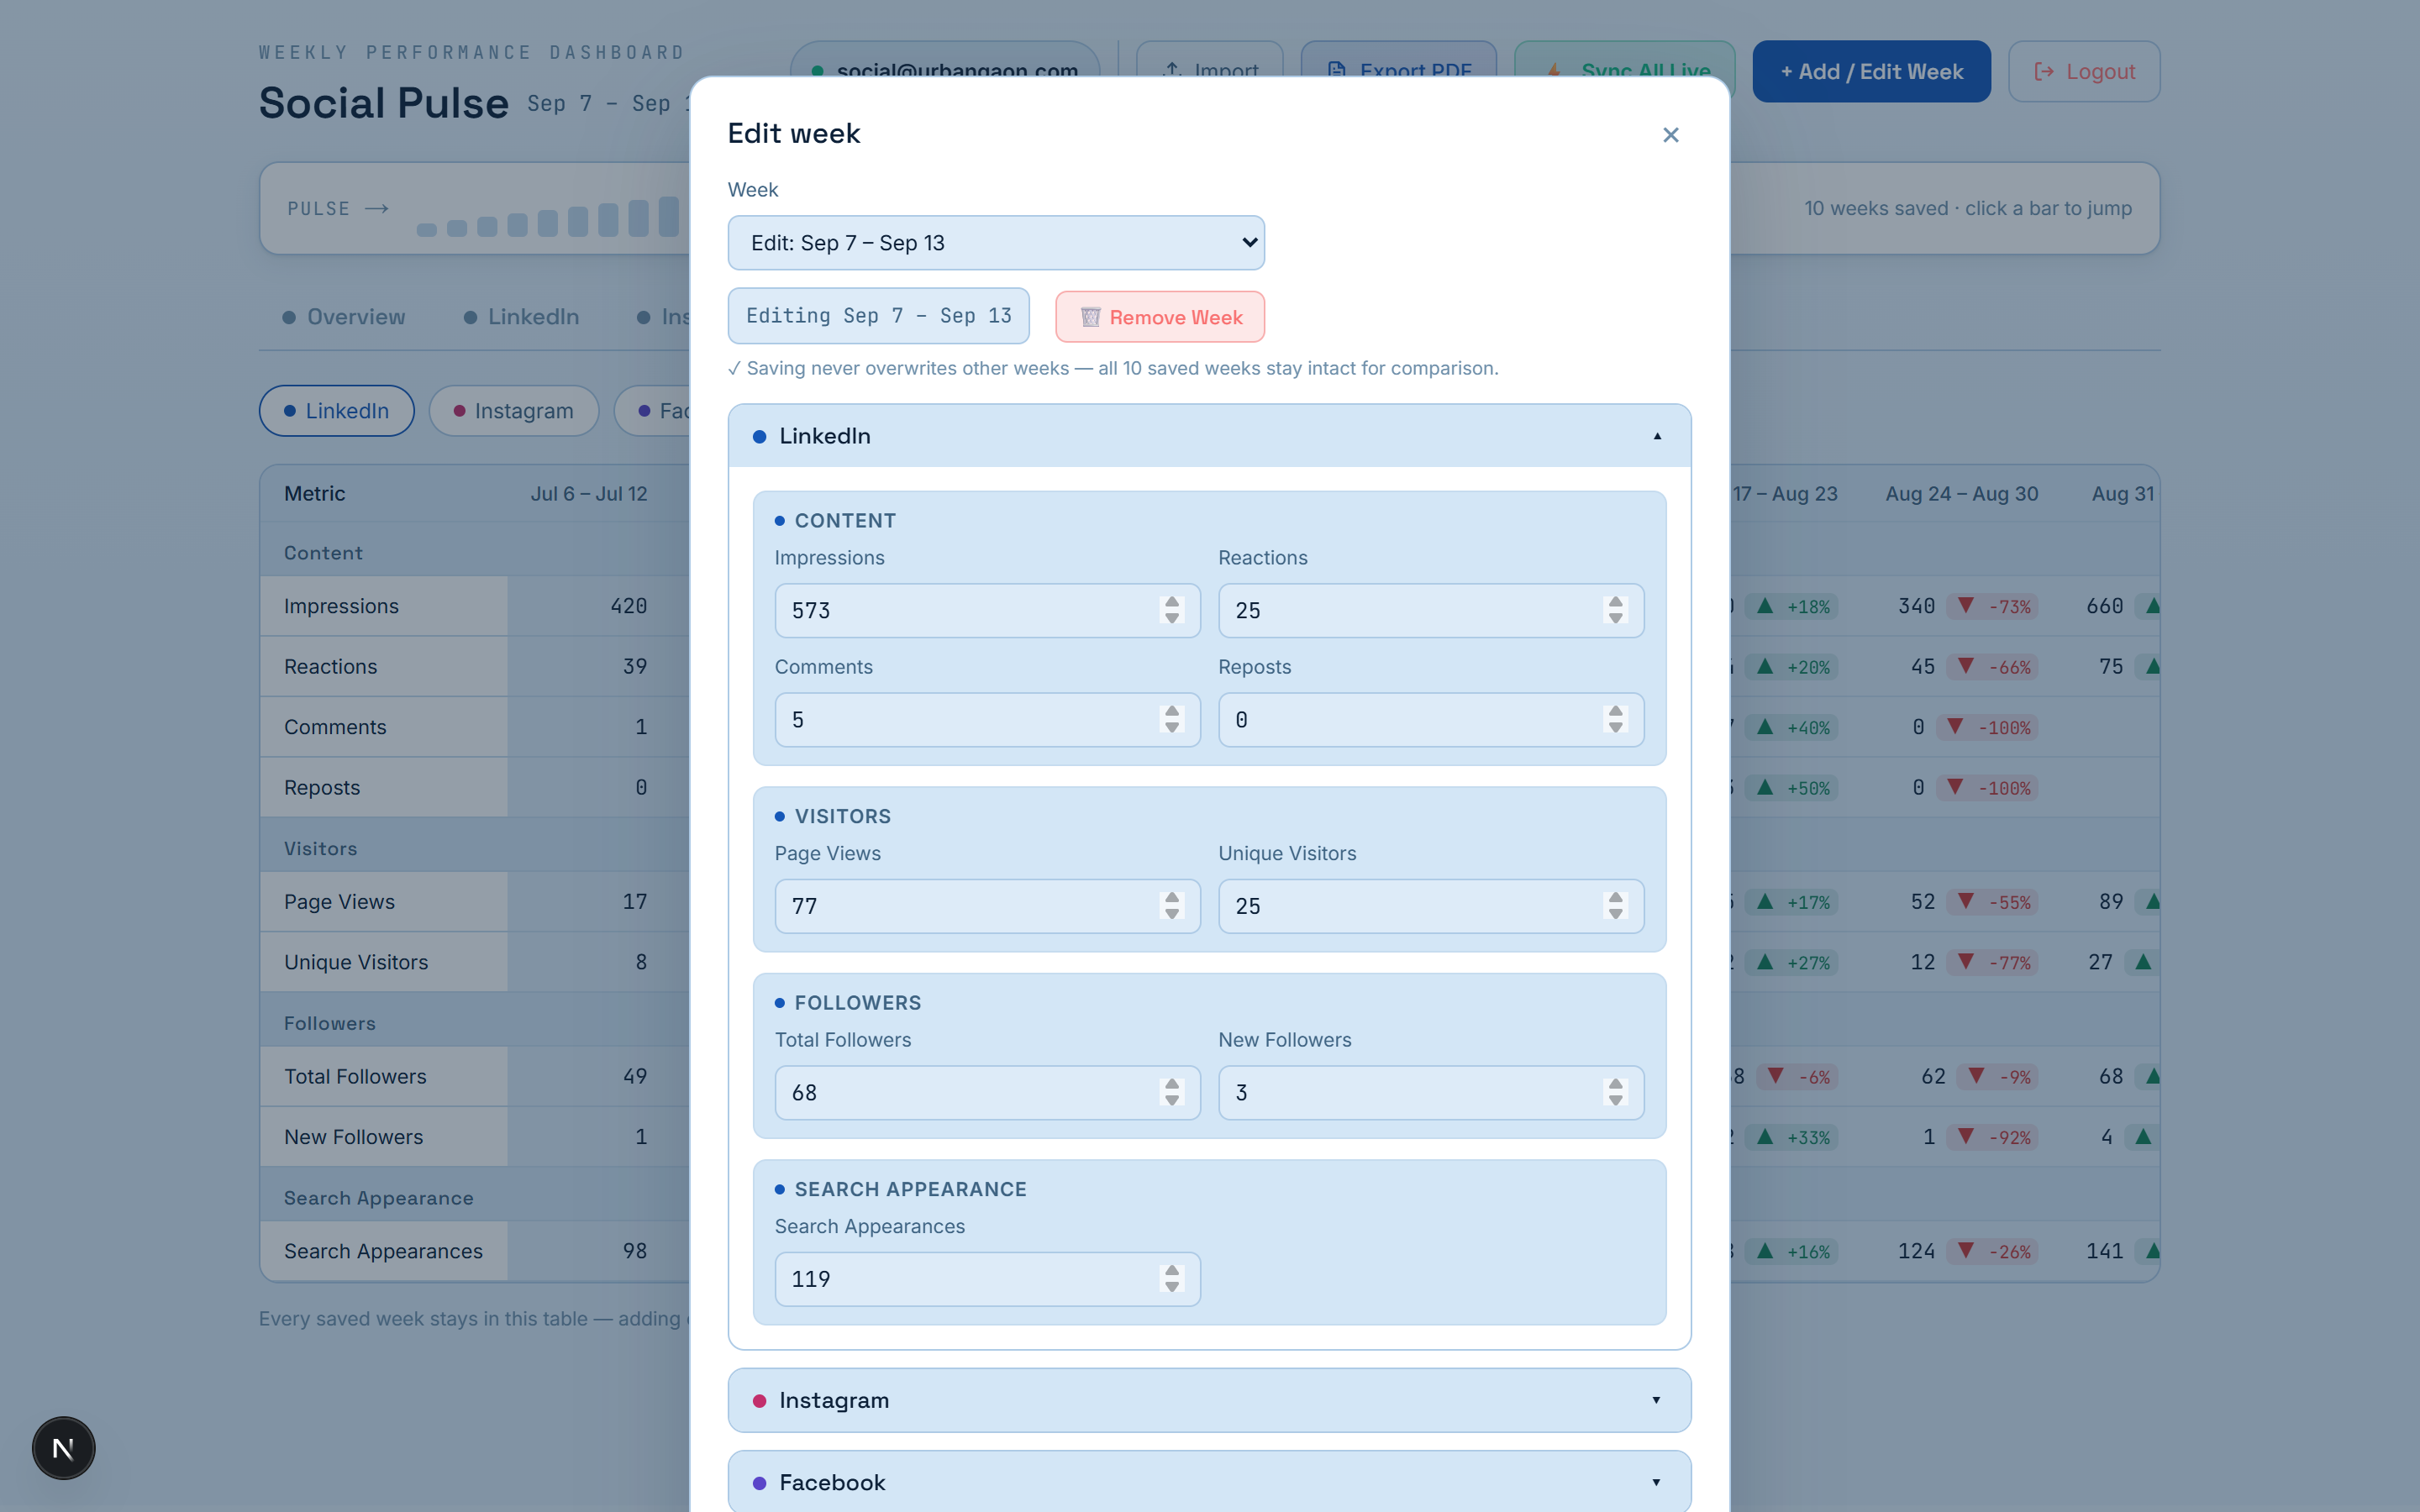 WEEKLY PERFORMANCE DASHBOARD
Social Pulse Sep 7 – Sep
social@urbangaon.com
Import
Export PDF
Sync All Live
+ Add / Edit Week
Logout
PULSE →
10 weeks saved · click a bar to jump
Overview
LinkedIn
LinkedIn
Instagram
Metric Jul 6 – Jul 12
17 – Aug 23 Aug 24 – Aug 30 Aug 31
Content
Impressions 420
+18% 340 ▼ -73% 660 ▲
Reactions 39
▲ +20% 45 ▼ -66% 75 ▲
Comments 1
▲ +40% 0 ▼ -100%
Reposts 0
▲ +50% 0 ▼ -100%
Visitors
Page Views 17
▲ +17% 52 ▼ -55% 89 ▲
Unique Visitors 8
▲ +27% 12 ▼ -77% 27 ▲
Followers
Total Followers 49
▼ -6% 62 ▼ -9% 68 ▲
New Followers 1
▲ +33% 1 ▼ -92% 4 ▲
Search Appearance
Search Appearances 98
▲ +16% 124 ▼ -26% 141 ▲
Every saved week stays in this table — adding
N
Edit week
×
Week
Edit: Sep 7 – Sep 13
Editing Sep 7 – Sep 13
Remove Week
✓ Saving never overwrites other weeks — all 10 saved weeks stay intact for comparison.
LinkedIn
CONTENT
Impressions Reactions
573 25
Comments Reposts
5 0
VISITORS
Page Views Unique Visitors
77 25
FOLLOWERS
Total Followers New Followers
68 3
SEARCH APPEARANCE
Search Appearances
119
Instagram
Facebook